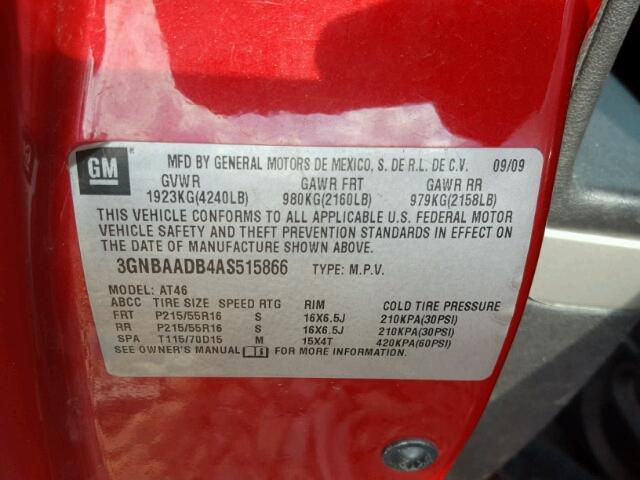 GM MFD BY GENERAL MOTORS DE MEXICO, S. DE R.L. DE C.V. 09/09
GVWR GAWR FRT GAWR RR
1923KG(4240LB) 980KG(2160LB) 979KG(2158LB)
THIS VEHICLE CONFORMS TO ALL APPLICABLE U.S. FEDERAL MOTOR
VEHICLE SAFETY AND THEFT PREVENTION STANDARDS IN EFFECT ON
THE DATE OF MANUFACTURE SHOWN ABOVE.
3GNBAADB4AS515866 TYPE: M.P.V.
MODEL: AT46
ABCC TIRE SIZE SPEED RTG RIM COLD TIRE PRESSURE
FRT P215/55R16 S 16X6.5J 210KPA(30PSI)
RR P215/55R16 S 16X6.5J 210KPA(30PSI)
SPA T115/70D15 M 15X4T 420KPA(60PSI)
SEE OWNER'S MANUAL FOR MORE INFORMATION.